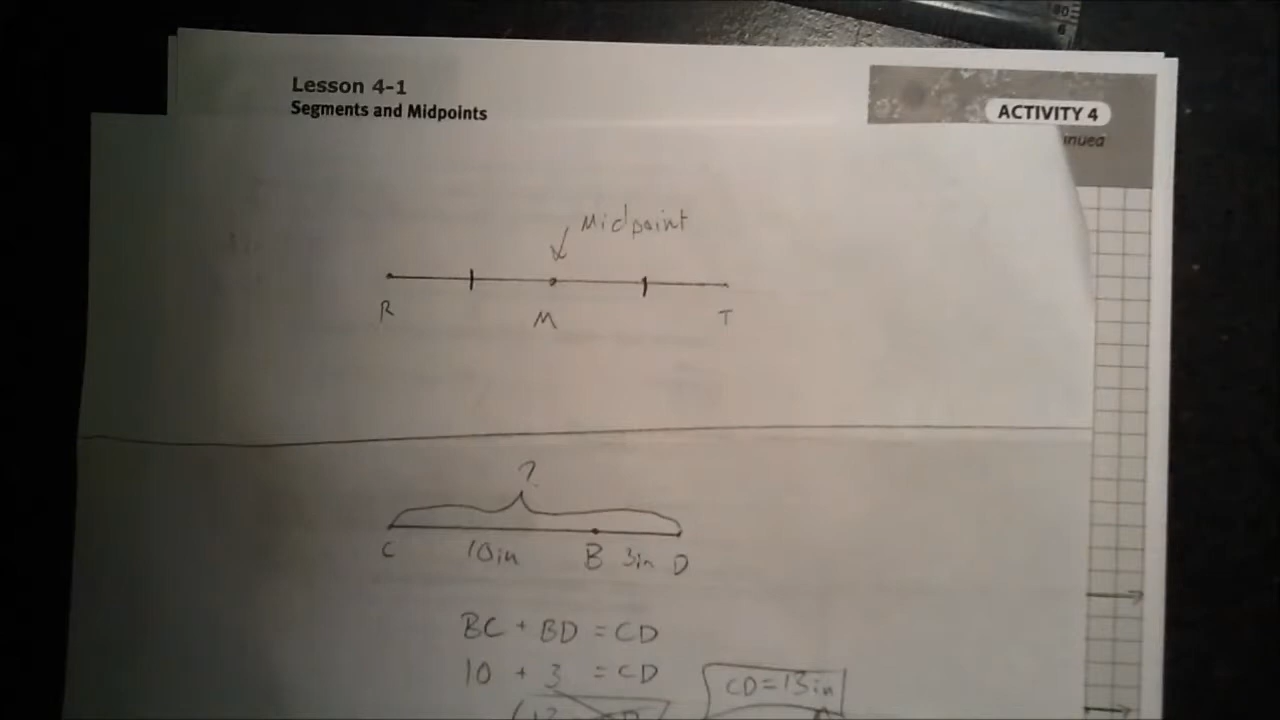 Lesson 4-1
Segments and Midpoints
ACTIVITY 4
Midpoint
R M T
?
C 10in B 3in D
BC + BD = CD
10 + 3 = CD
CD = 13in